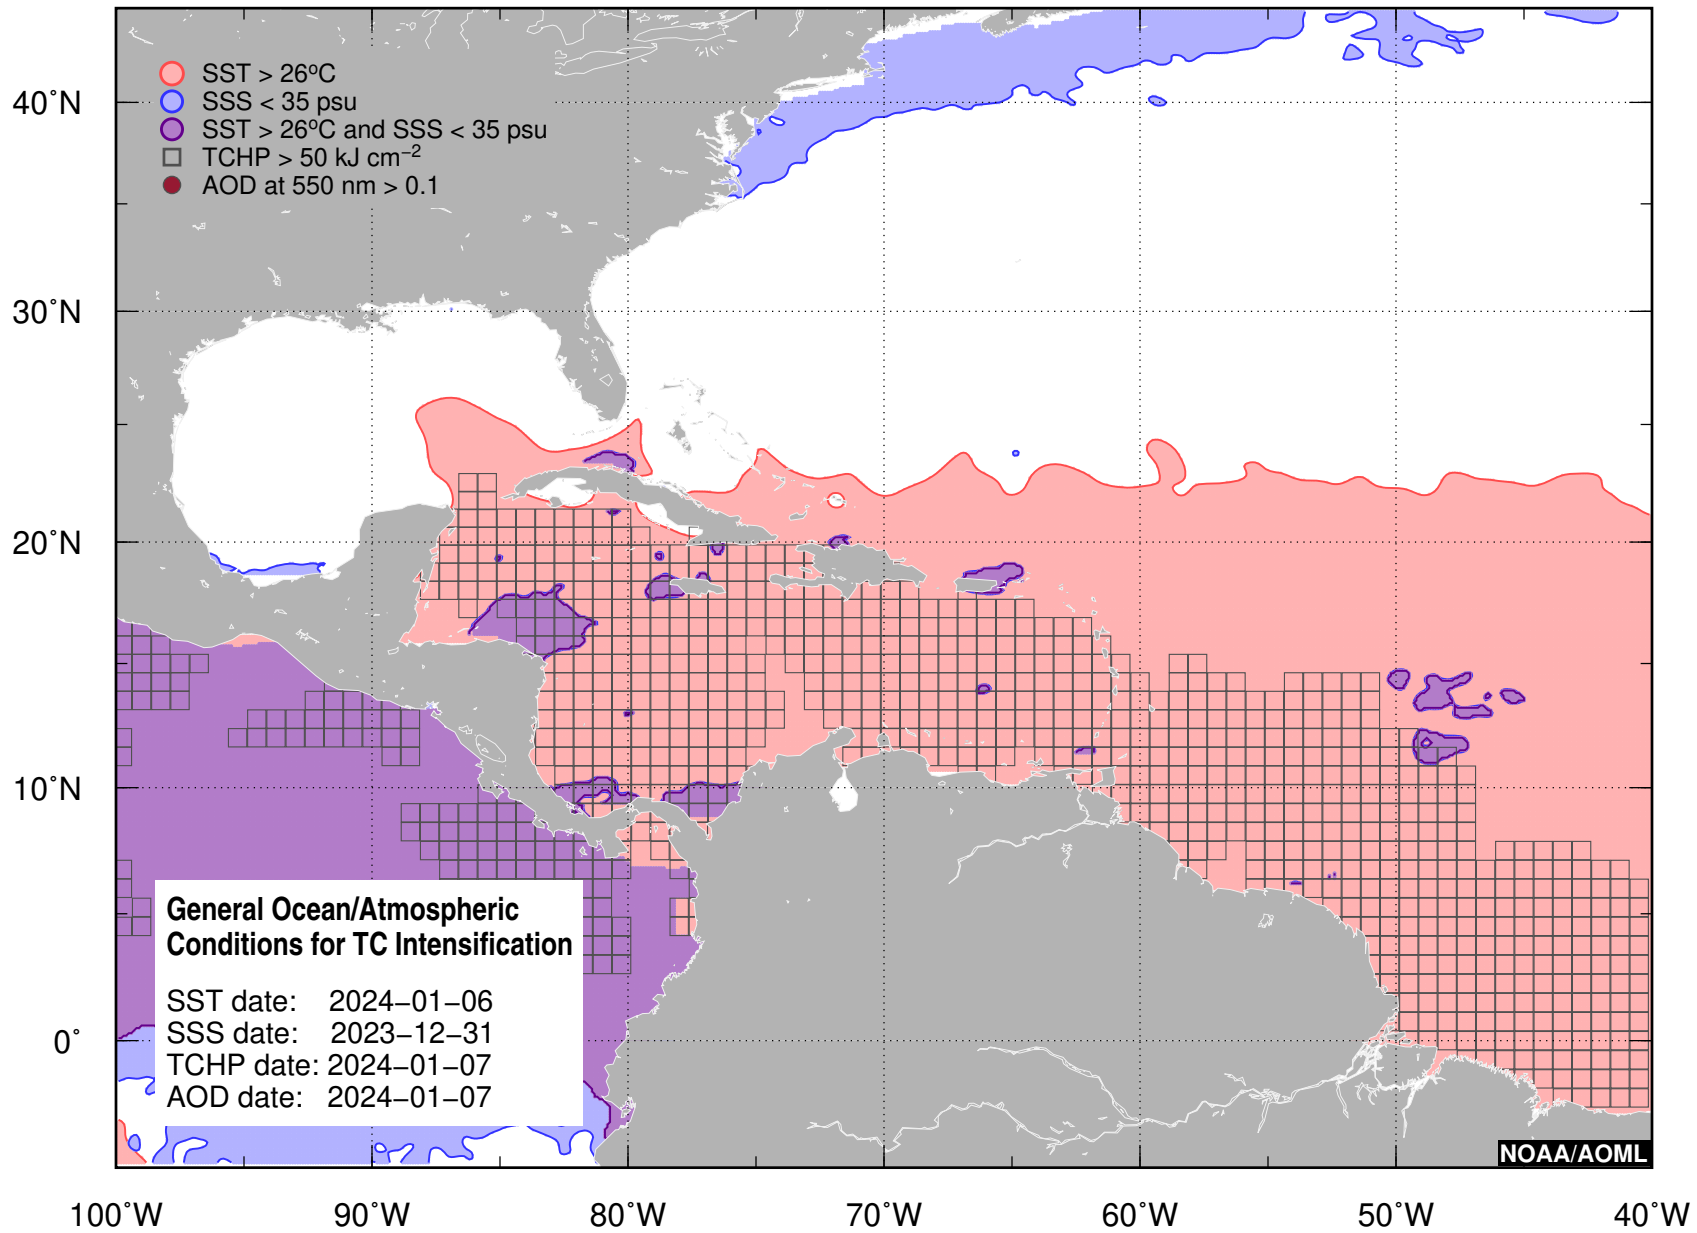 SST > 26°C
SSS < 35 psu
SST > 26°C and SSS < 35 psu
TCHP > 50 kJ cm⁻²
AOD at 550 nm > 0.1
40°N
30°N
20°N
10°N
0°
General Ocean/Atmospheric
Conditions for TC Intensification
SST date: 2024−01−06
SSS date: 2023−12−31
TCHP date: 2024−01−07
AOD date: 2024−01−07
NOAA/AOML
100°W 90°W 80°W 70°W 60°W 50°W 40°W